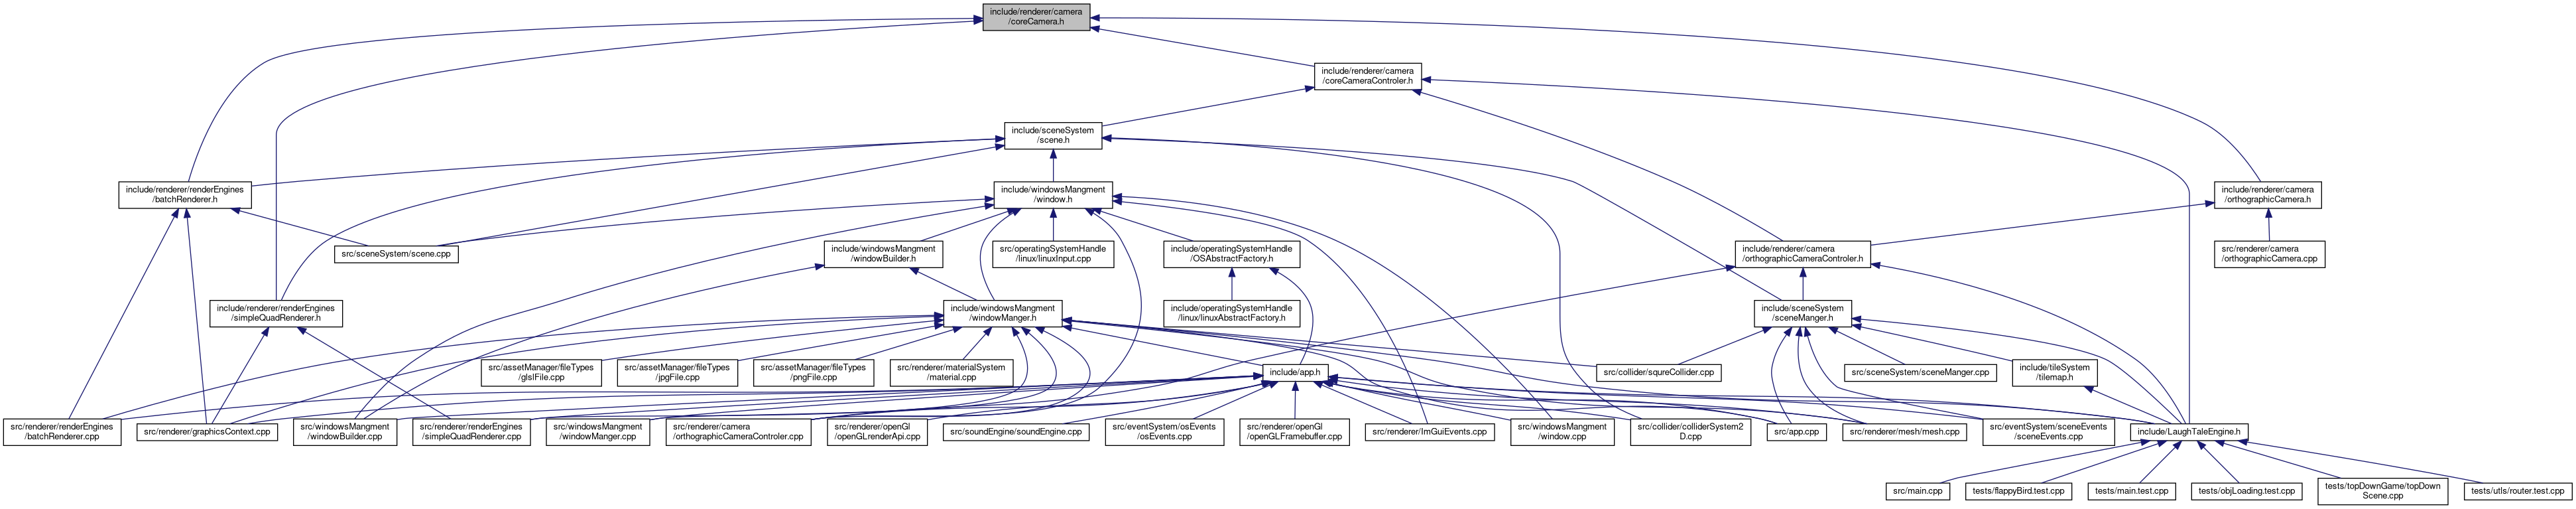 include/renderer/camera
/coreCamera.h
include/renderer/camera
/coreCameraControler.h
include/sceneSystem
/scene.h
include/renderer/renderEngines
/batchRenderer.h
include/windowsMangment
/window.h
include/renderer/camera
/orthographicCamera.h
src/sceneSystem/scene.cpp
include/windowsMangment
/windowBuilder.h
src/operatingSystemHandle
/linux/linuxInput.cpp
include/operatingSystemHandle
/OSAbstractFactory.h
include/renderer/camera
/orthographicCameraControler.h
src/renderer/camera
/orthographicCamera.cpp
include/renderer/renderEngines
/simpleQuadRenderer.h
include/windowsMangment
/windowManger.h
include/operatingSystemHandle
/linux/linuxAbstractFactory.h
include/sceneSystem
/sceneManger.h
src/assetManager/fileTypes
/glslFile.cpp
src/assetManager/fileTypes
/jpgFile.cpp
src/assetManager/fileTypes
/pngFile.cpp
src/renderer/materialSystem
/material.cpp
include/app.h
src/collider/squreCollider.cpp
src/sceneSystem/sceneManger.cpp
include/tileSystem
/tilemap.h
src/renderer/renderEngines
/batchRenderer.cpp
src/renderer/graphicsContext.cpp
src/windowsMangment
/windowBuilder.cpp
src/renderer/renderEngines
/simpleQuadRenderer.cpp
src/windowsMangment
/windowManger.cpp
src/renderer/camera
/orthographicCameraControler.cpp
src/renderer/openGl
/openGLrenderApi.cpp
src/soundEngine/soundEngine.cpp
src/eventSystem/osEvents
/osEvents.cpp
src/renderer/openGl
/openGLFramebuffer.cpp
src/renderer/ImGuiEvents.cpp
src/windowsMangment
/window.cpp
src/collider/colliderSystem2
D.cpp
src/app.cpp
src/renderer/mesh/mesh.cpp
src/eventSystem/sceneEvents
/sceneEvents.cpp
include/LaughTaleEngine.h
src/main.cpp
tests/flappyBird.test.cpp
tests/main.test.cpp
tests/objLoading.test.cpp
tests/topDownGame/topDown
Scene.cpp
tests/utls/router.test.cpp